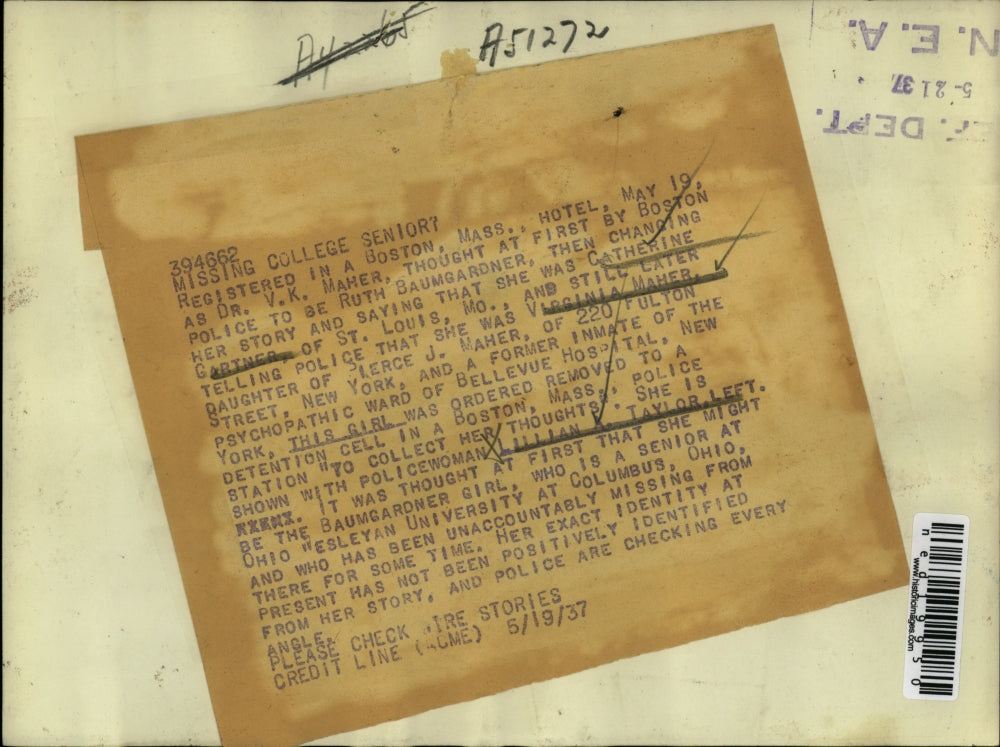 A42265
A51272
N. E. A.
5-21 37
EF. DEPT.
394662
MISSING COLLEGE SENIOR?
REGISTERED IN A BOSTON, MASS., HOTEL, MAY 19,
AS DR. V.K. MAHER, THOUGHT AT FIRST BY BOSTON
POLICE TO BE RUTH BAUMGARDNER, THEN CHANGING
HER STORY AND SAYING THAT SHE WAS CATHERINE
GARTNER OF ST. LOUIS, MO., AND STILL LATER
TELLING POLICE THAT SHE WAS VIRGINIA MAHER,
DAUGHTER OF PIERCE J. MAHER, OF 220 FULTON
STREET, NEW YORK, AND A FORMER INMATE OF THE
PSYCHOPATHIC WARD OF BELLEVUE HOSPITAL, NEW
YORK, THIS GIRL WAS ORDERED REMOVED TO A
DETENTION CELL IN A BOSTON, MASS., POLICE
STATION "TO COLLECT HER THOUGHTS. SHE IS
SHOWN WITH POLICEWOMAN LILLIAN TAYLOR LEFT.
IT WAS THOUGHT AT FIRST THAT SHE MIGHT
BE THE BAUMGARDNER GIRL, WHO IS A SENIOR AT
OHIO WESLEYAN UNIVERSITY AT COLUMBUS, OHIO,
AND WHO HAS BEEN UNACCOUNTABLY MISSING FROM
THERE FOR SOME TIME. HER EXACT IDENTITY AT
PRESENT HAS NOT BEEN POSITIVELY IDENTIFIED
FROM HER STORY, AND POLICE ARE CHECKING EVERY
ANGLE.
PLEASE CHECK WIRE STORIES
CREDIT LINE (ACME) 5/19/37
www.historicimages.com
ned19950